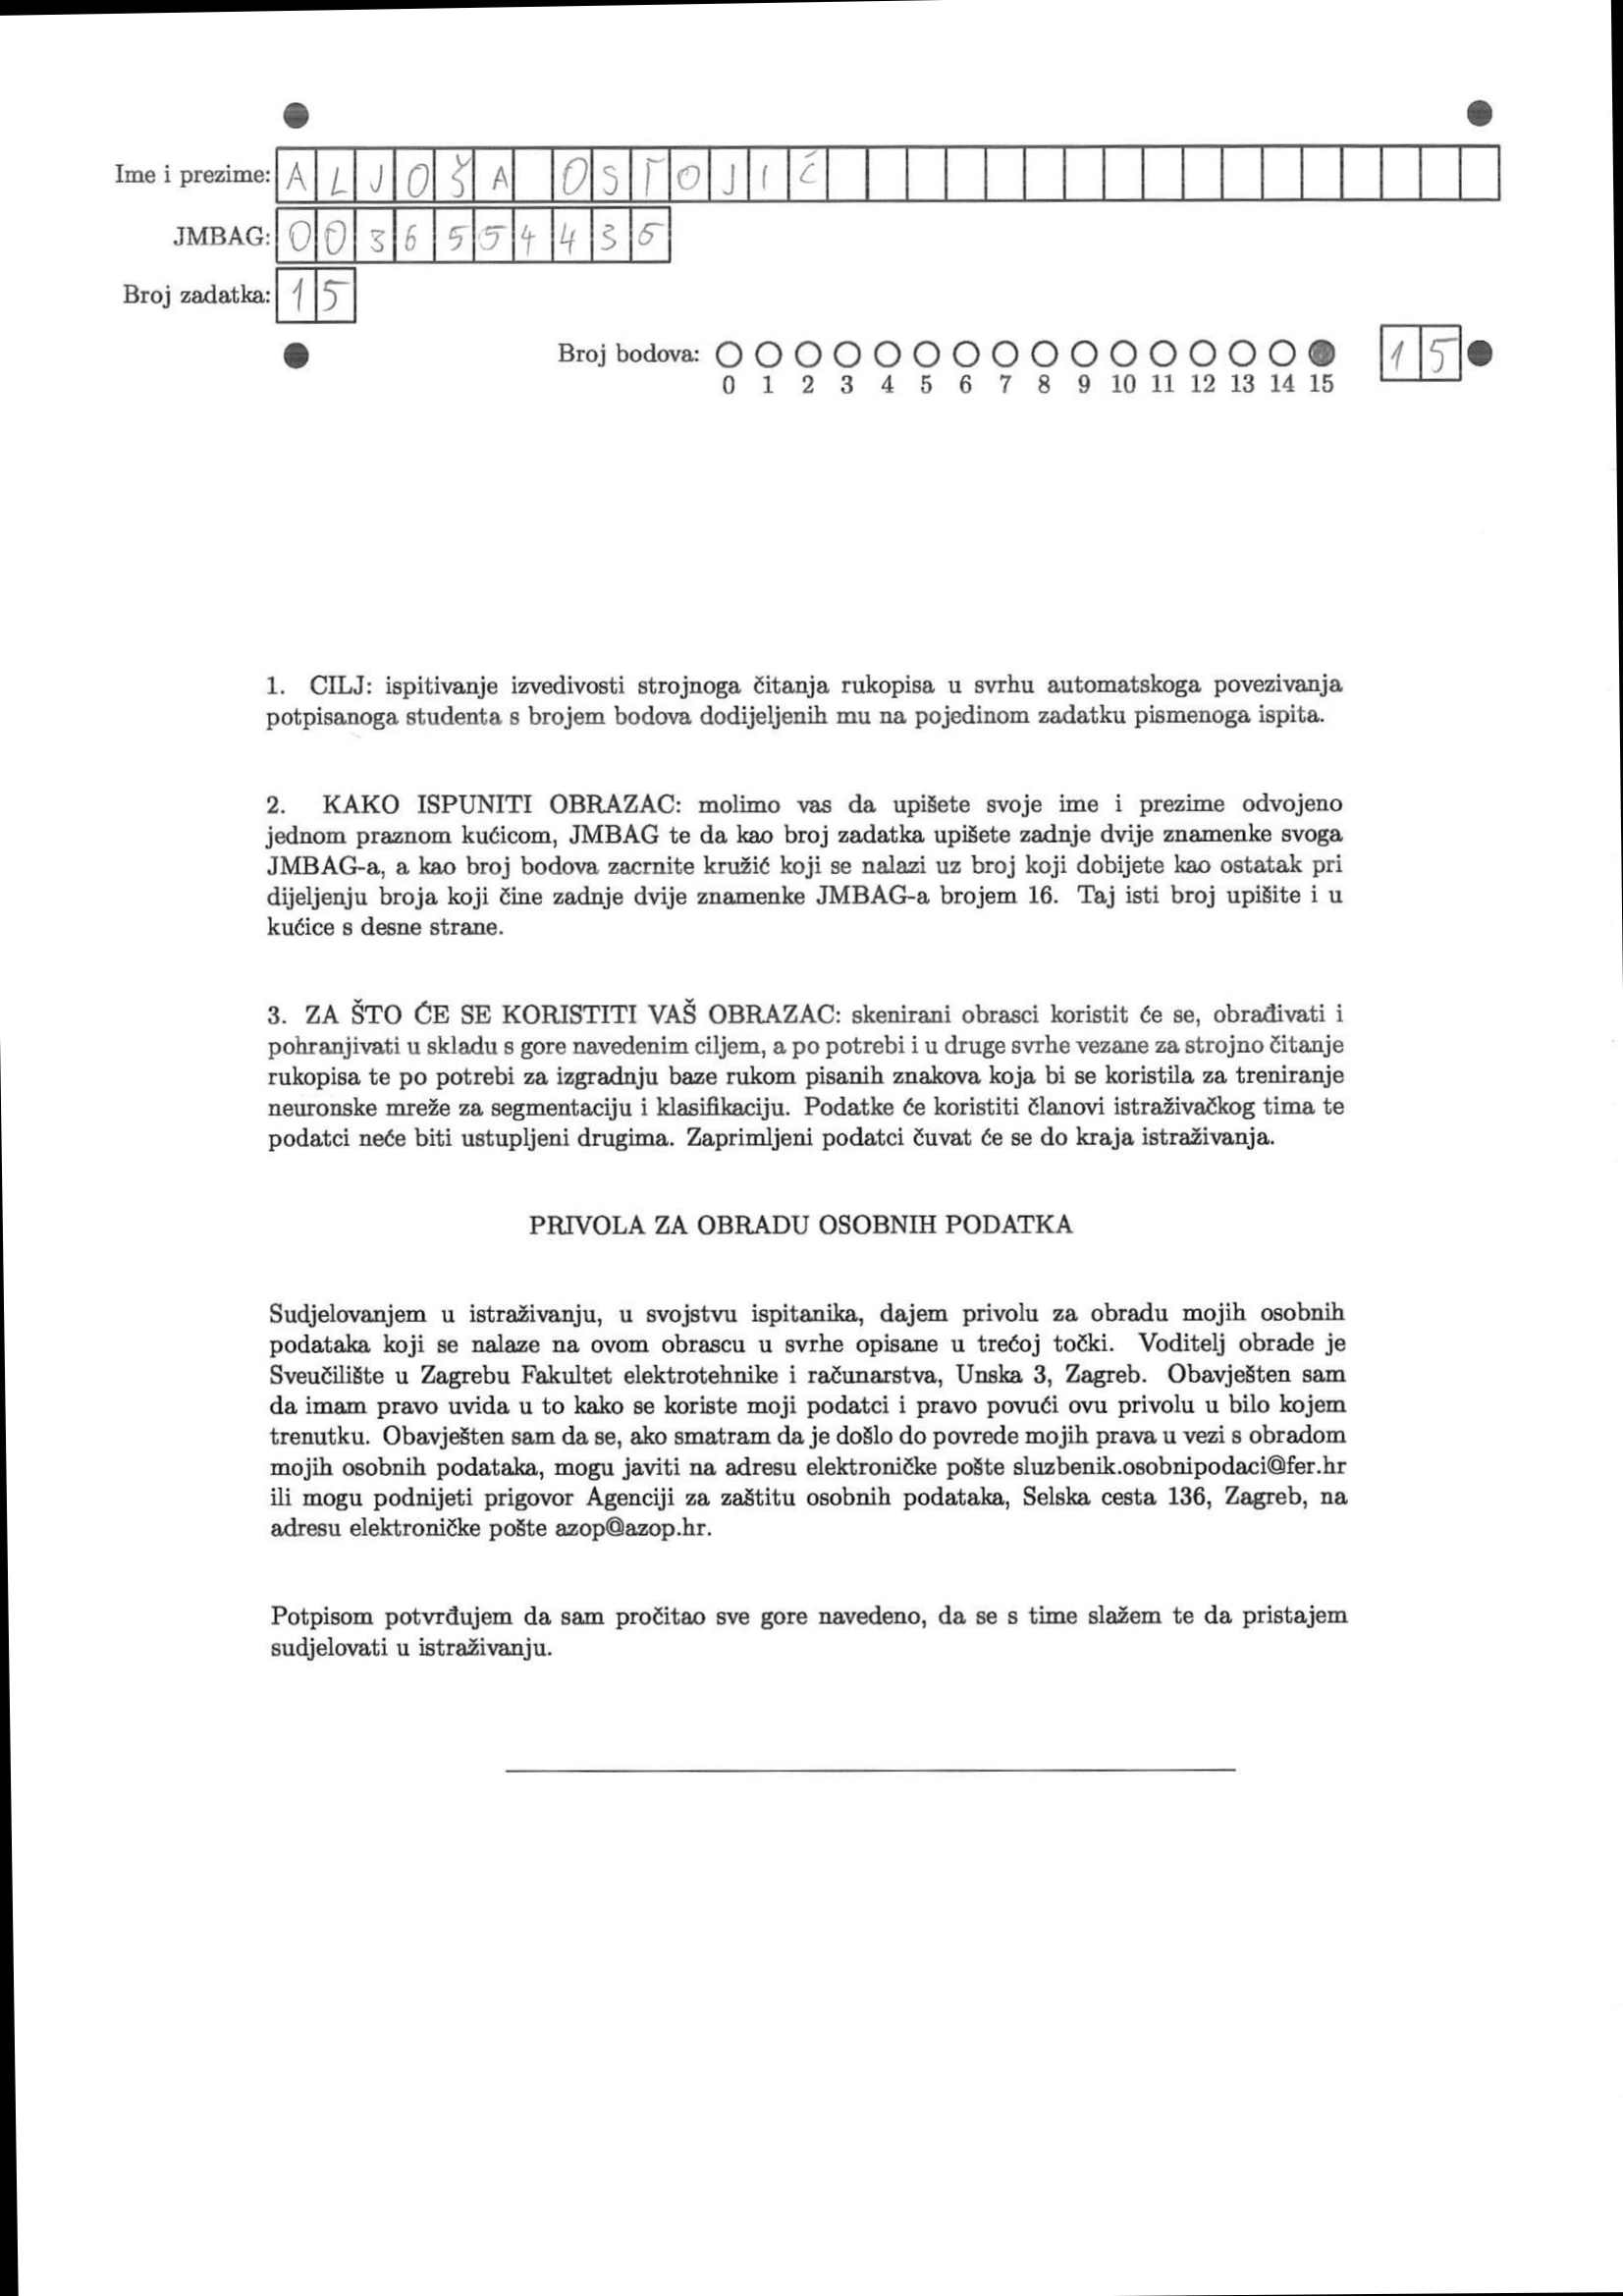 Ime i prezime: ALJOŠA OSTOJIĆ
JMBAG: 0036554435
Broj zadatka: 15
Broj bodova: 15
0 1 2 3 4 5 6 7 8 9 10 11 12 13 14 15
1. CILJ: ispitivanje izvedivosti strojnoga čitanja rukopisa u svrhu automatskoga povezivanja
potpisanoga studenta s brojem bodova dodijeljenih mu na pojedinom zadatku pismenoga ispita.
2. KAKO ISPUNITI OBRAZAC: molimo vas da upišete svoje ime i prezime odvojeno
jednom praznom kućicom, JMBAG te da kao broj zadatka upišete zadnje dvije znamenke svoga
JMBAG-a, a kao broj bodova zacrnite kružić koji se nalazi uz broj koji dobijete kao ostatak pri
dijeljenju broja koji čine zadnje dvije znamenke JMBAG-a brojem 16. Taj isti broj upišite i u
kućice s desne strane.
3. ZA ŠTO ĆE SE KORISTITI VAŠ OBRAZAC: skenirani obrasci koristit će se, obrađivati i
pohranjivati u skladu s gore navedenim ciljem, a po potrebi i u druge svrhe vezane za strojno čitanje
rukopisa te po potrebi za izgradnju baze rukom pisanih znakova koja bi se koristila za treniranje
neuronske mreže za segmentaciju i klasifikaciju. Podatke će koristiti članovi istraživačkog tima te
podatci neće biti ustupljeni drugima. Zaprimljeni podatci čuvat će se do kraja istraživanja.
PRIVOLA ZA OBRADU OSOBNIH PODATKA
Sudjelovanjem u istraživanju, u svojstvu ispitanika, dajem privolu za obradu mojih osobnih
podataka koji se nalaze na ovom obrascu u svrhe opisane u trećoj točki. Voditelj obrade je
Sveučilište u Zagrebu Fakultet elektrotehnike i računarstva, Unska 3, Zagreb. Obavješten sam
da imam pravo uvida u to kako se koriste moji podatci i pravo povući ovu privolu u bilo kojem
trenutku. Obavješten sam da se, ako smatram da je došlo do povrede mojih prava u vezi s obradom
mojih osobnih podataka, mogu javiti na adresu elektroničke pošte sluzbenik.osobnipodaci@fer.hr
ili mogu podnijeti prigovor Agenciji za zaštitu osobnih podataka, Selska cesta 136, Zagreb, na
adresu elektroničke pošte azop@azop.hr.
Potpisom potvrđujem da sam pročitao sve gore navedeno, da se s time slažem te da pristajem
sudjelovati u istraživanju.